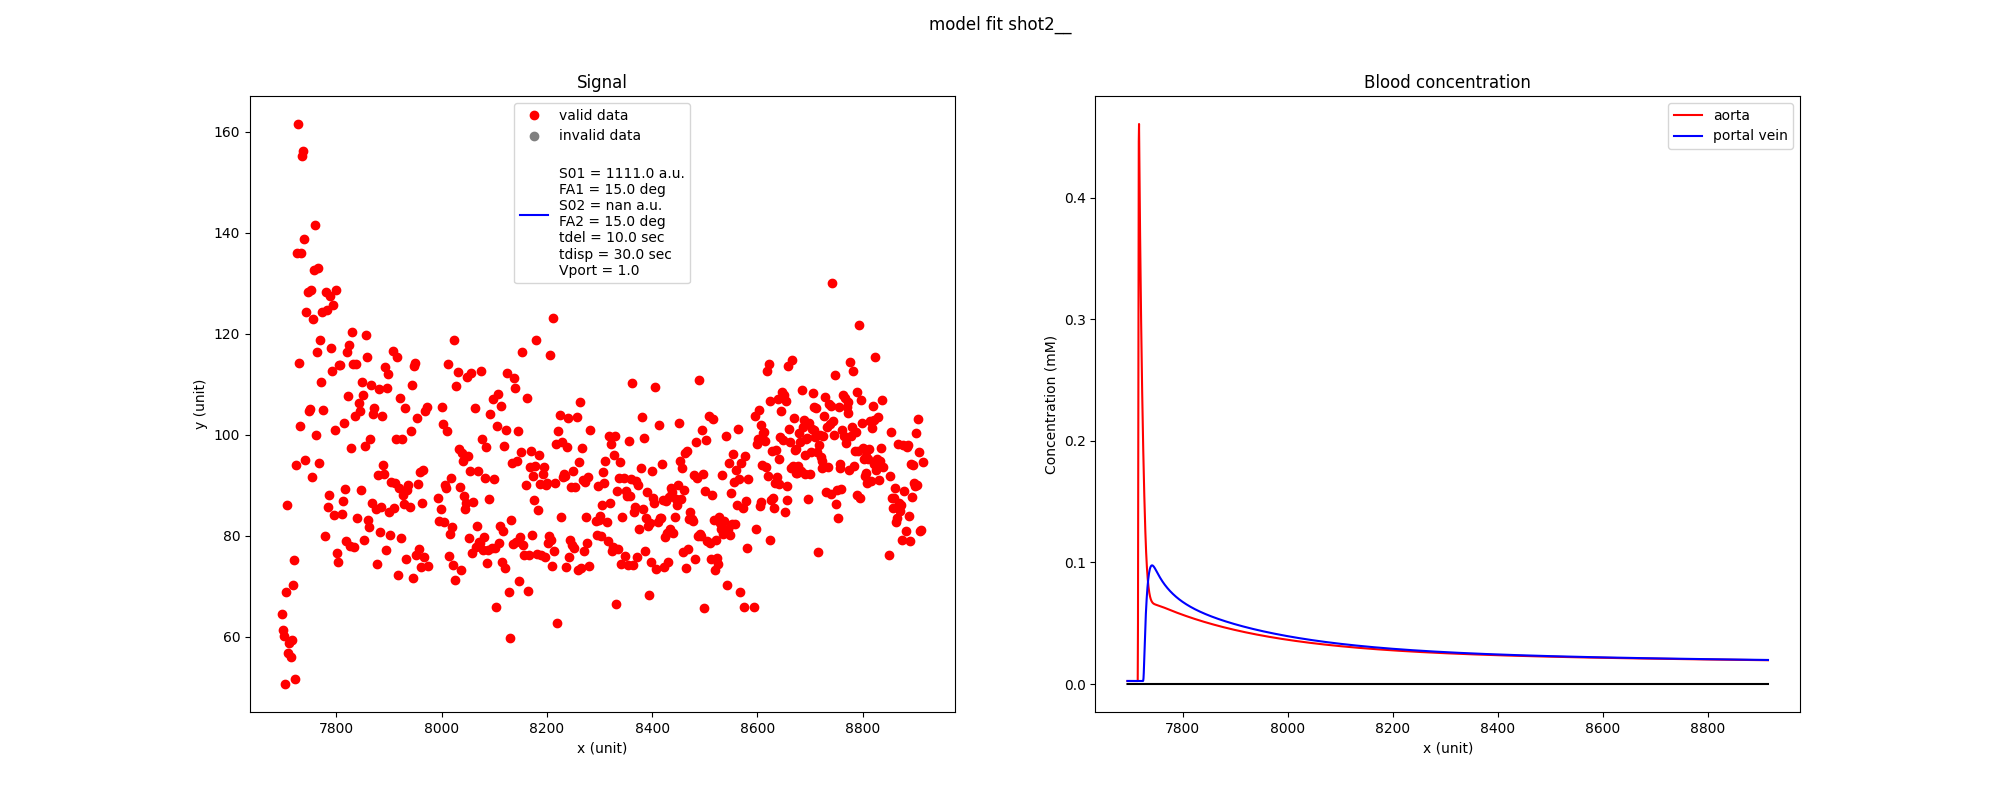 model fit shot2__
Signal
160
140
120
100
80
60
y (unit)
7800
8000
8200
8400
8600
8800
x (unit)
valid data
invalid data
S01 = 1111.0 a.u.
FA1 = 15.0 deg
S02 = nan a.u.
FA2 = 15.0 deg
tdel = 10.0 sec
tdisp = 30.0 sec
Vport = 1.0
Blood concentration
0.4
0.3
0.2
0.1
0.0
Concentration (mM)
7800
8000
8200
8400
8600
8800
x (unit)
aorta
portal vein